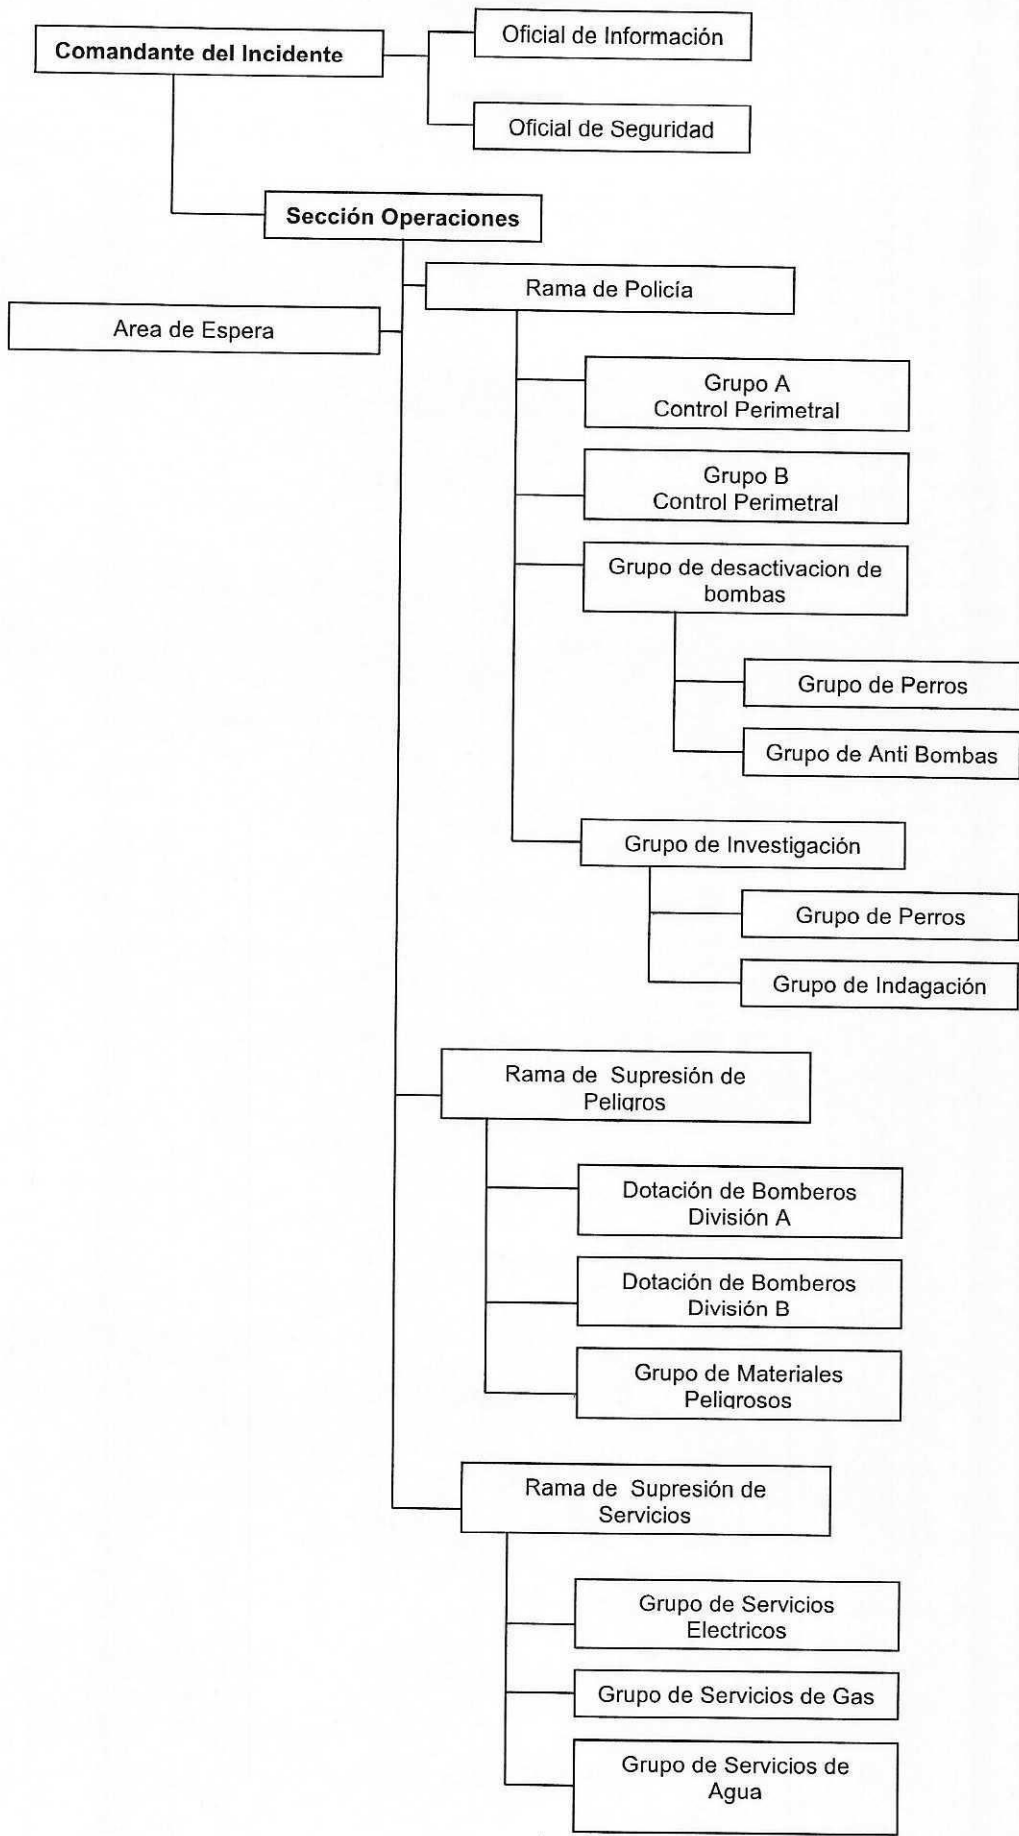 Oficial de Información
Comandante del Incidente
Oficial de Seguridad
Sección Operaciones
Rama de Policía
Area de Espera
Grupo A
Control Perimetral
Grupo B
Control Perimetral
Grupo de desactivacion de
bombas
Grupo de Perros
Grupo de Anti Bombas
Grupo de Investigación
Grupo de Perros
Grupo de Indagación
Rama de Supresión de
Peligros
Dotación de Bomberos
División A
Dotación de Bomberos
División B
Grupo de Materiales
Peligrosos
Rama de Supresión de
Servicios
Grupo de Servicios
Electricos
Grupo de Servicios de Gas
Grupo de Servicios de
Agua